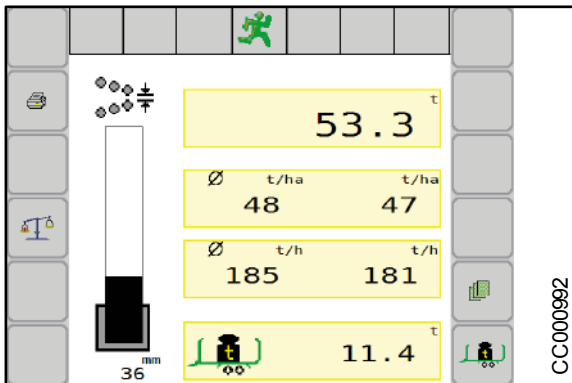 t
53.3
Ø t/ha t/ha
48 47
Ø t/h t/h
185 181
t
t 11.4
mm
36
CC000992